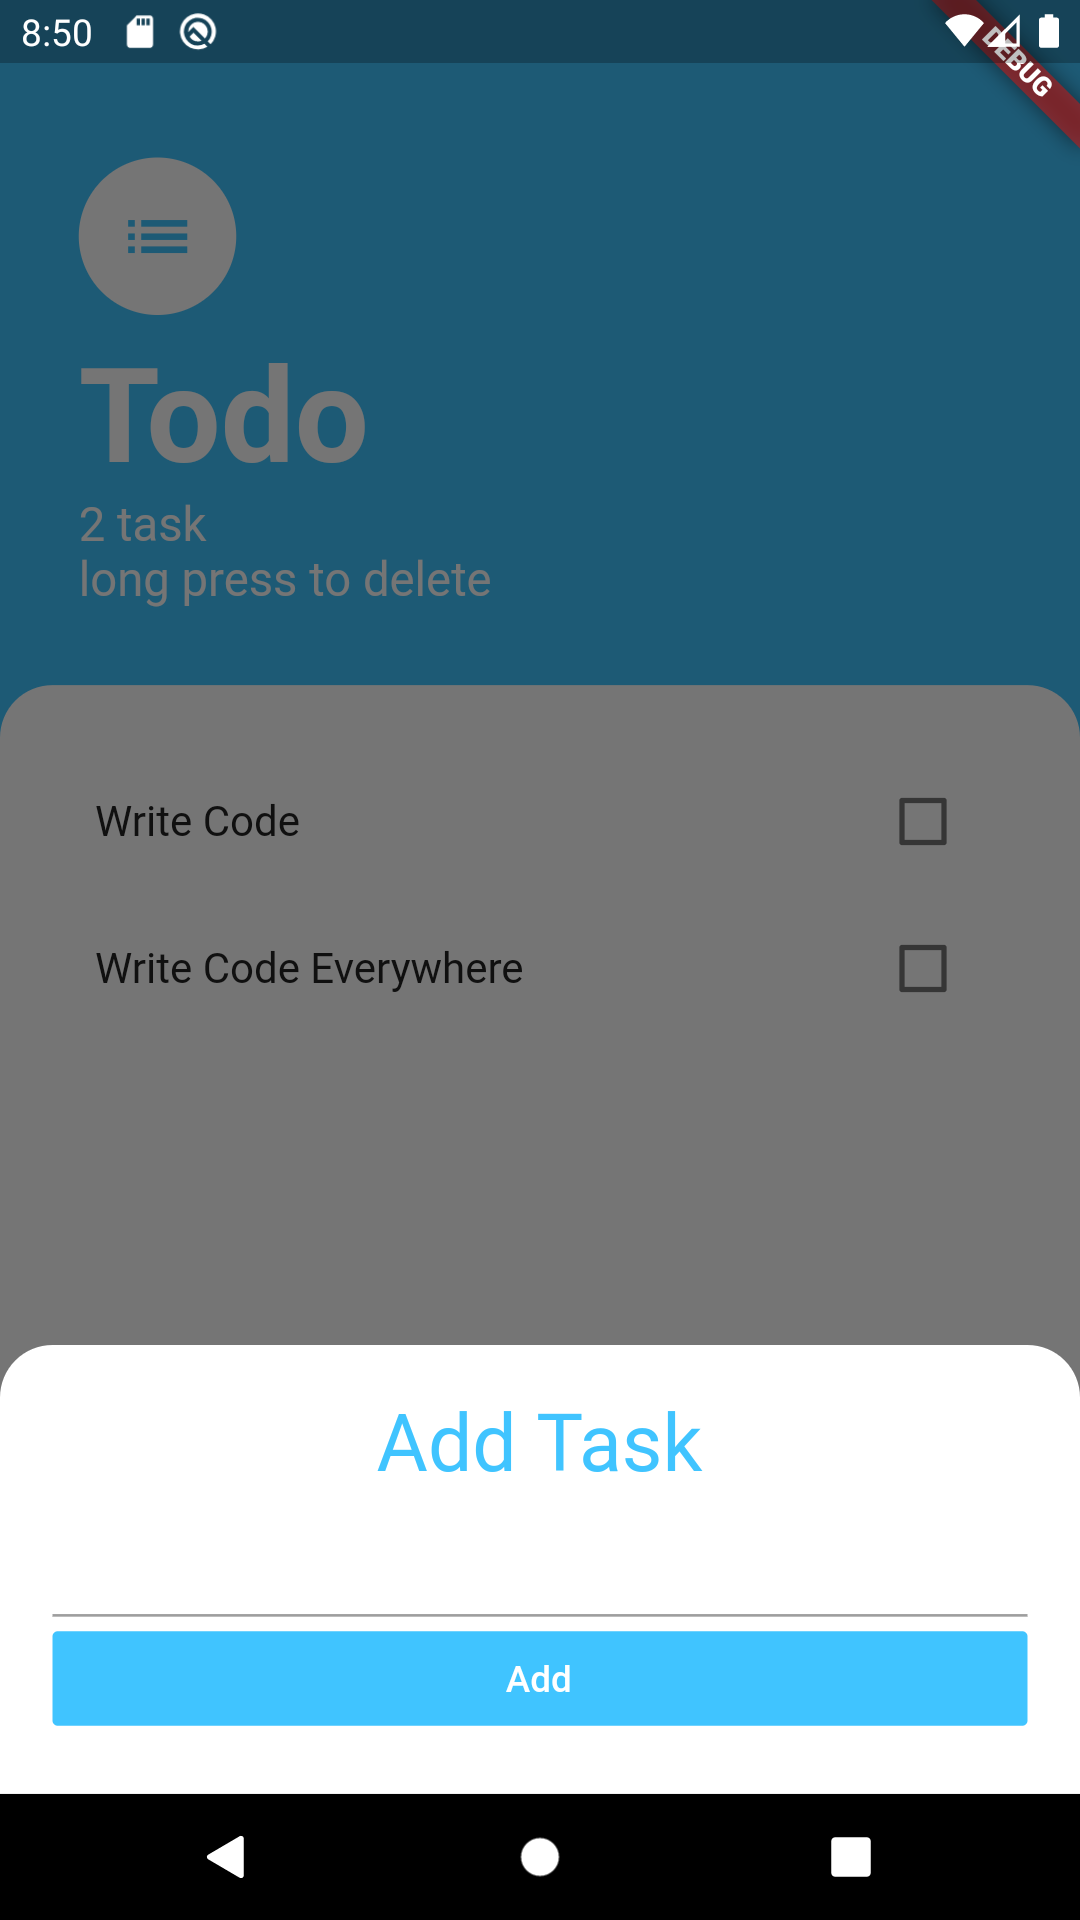 8:50
DEBUG
Todo
2 task
long press to delete
Write Code
Write Code Everywhere
Add Task
Add